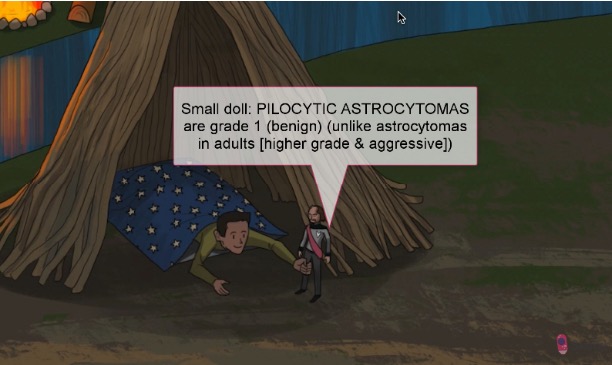 Small doll: PILOCYTIC ASTROCYTOMAS
are grade 1 (benign) (unlike astrocytomas
in adults [higher grade & aggressive])